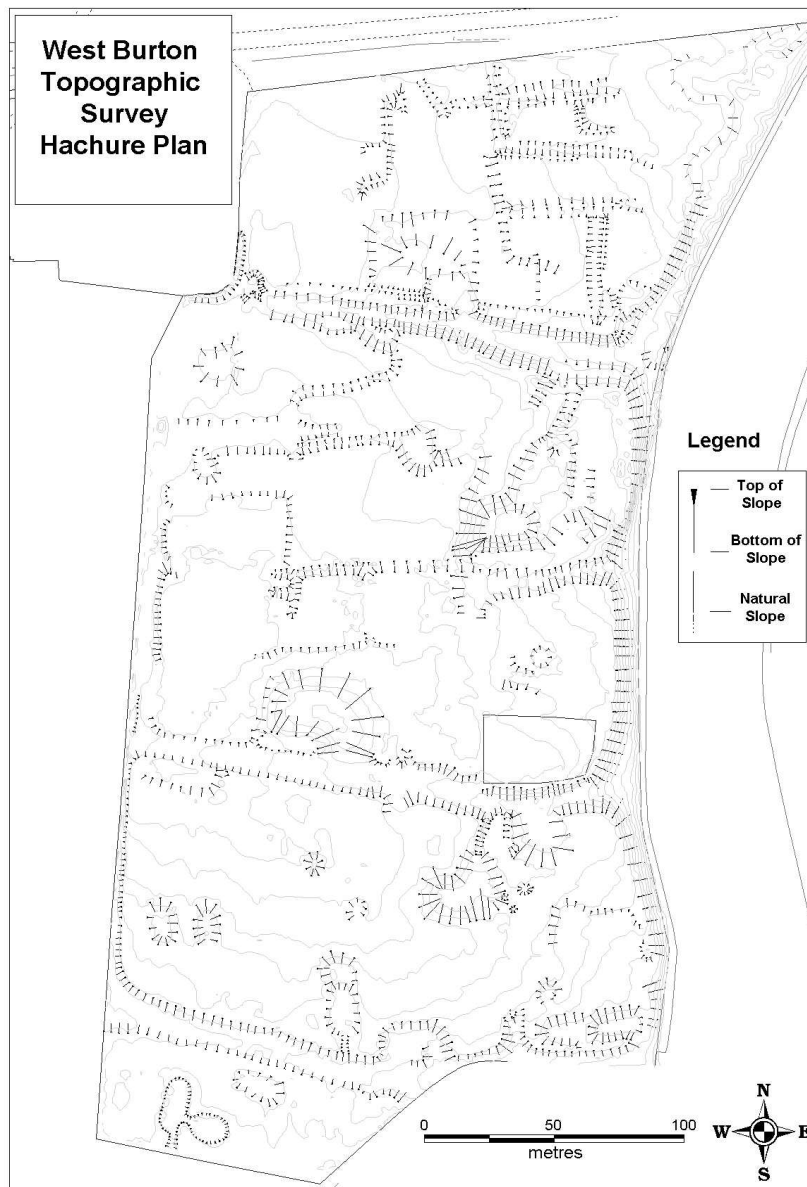 West Burton
Topographic
Survey
Hachure Plan
Legend
Top of
Slope
Bottom of
Slope
Natural
Slope
0 50 100
metres
N
W E
S